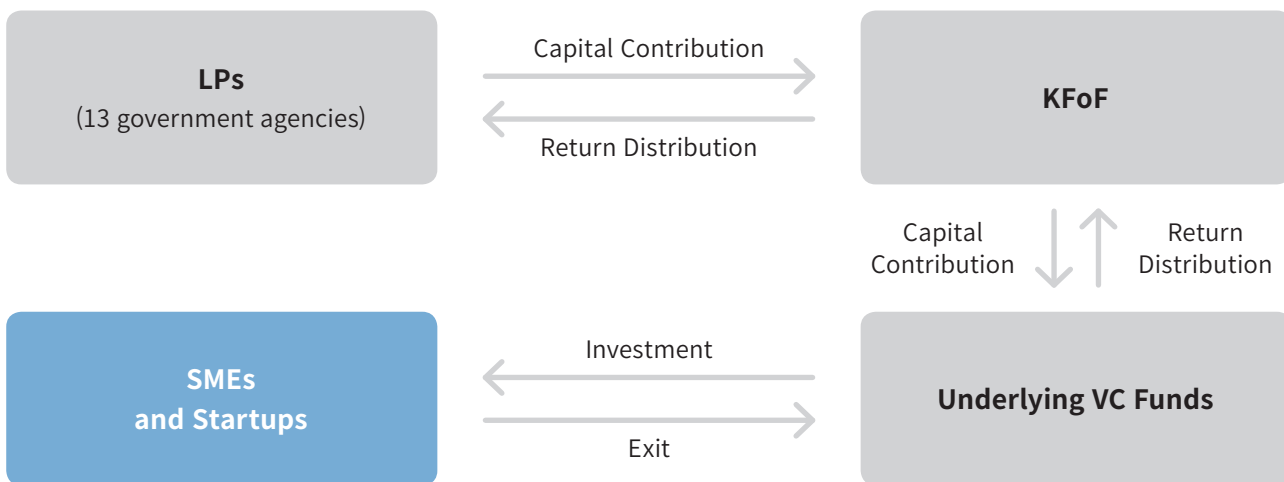 LPs
(13 government agencies)
Capital Contribution
Return Distribution
KFoF
Capital
Contribution
Return
Distribution
SMEs
and Startups
Investment
Exit
Underlying VC Funds